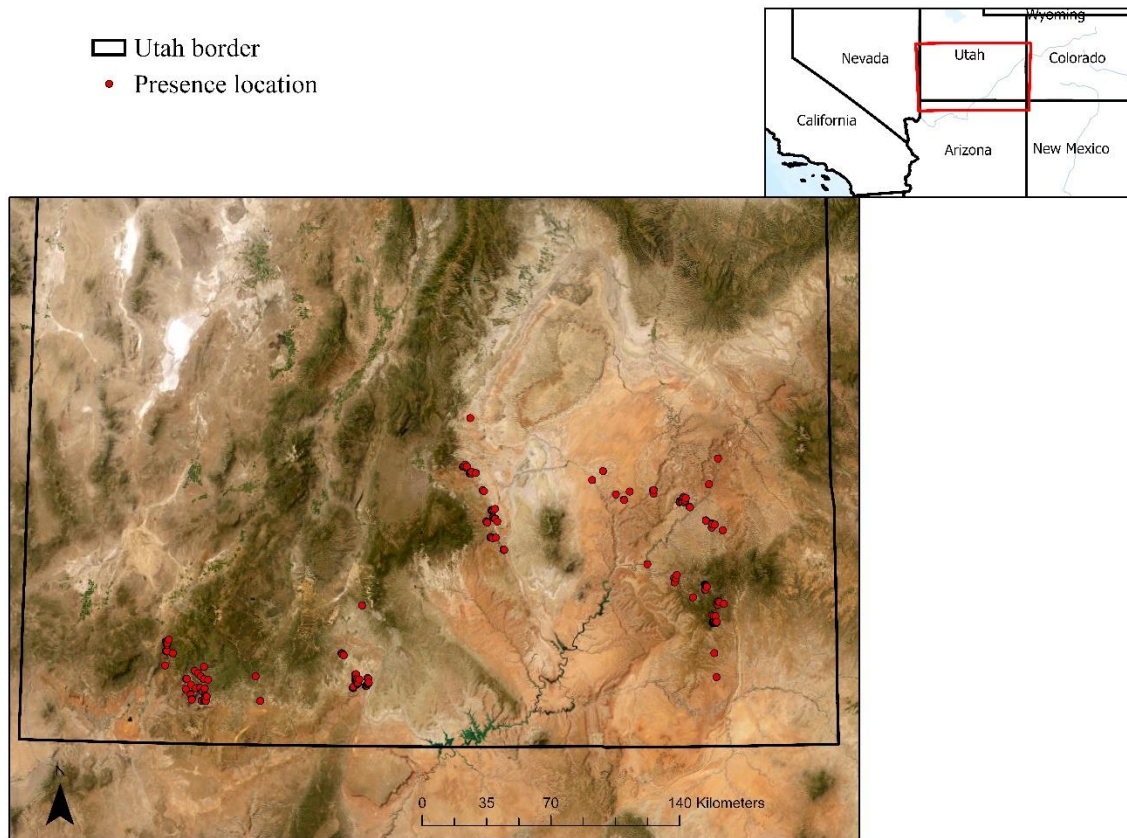 Utah border
Presence location
Wyoming
Nevada
Utah
Colorado
California
Arizona
New Mexico
N
0 35 70 140 Kilometers